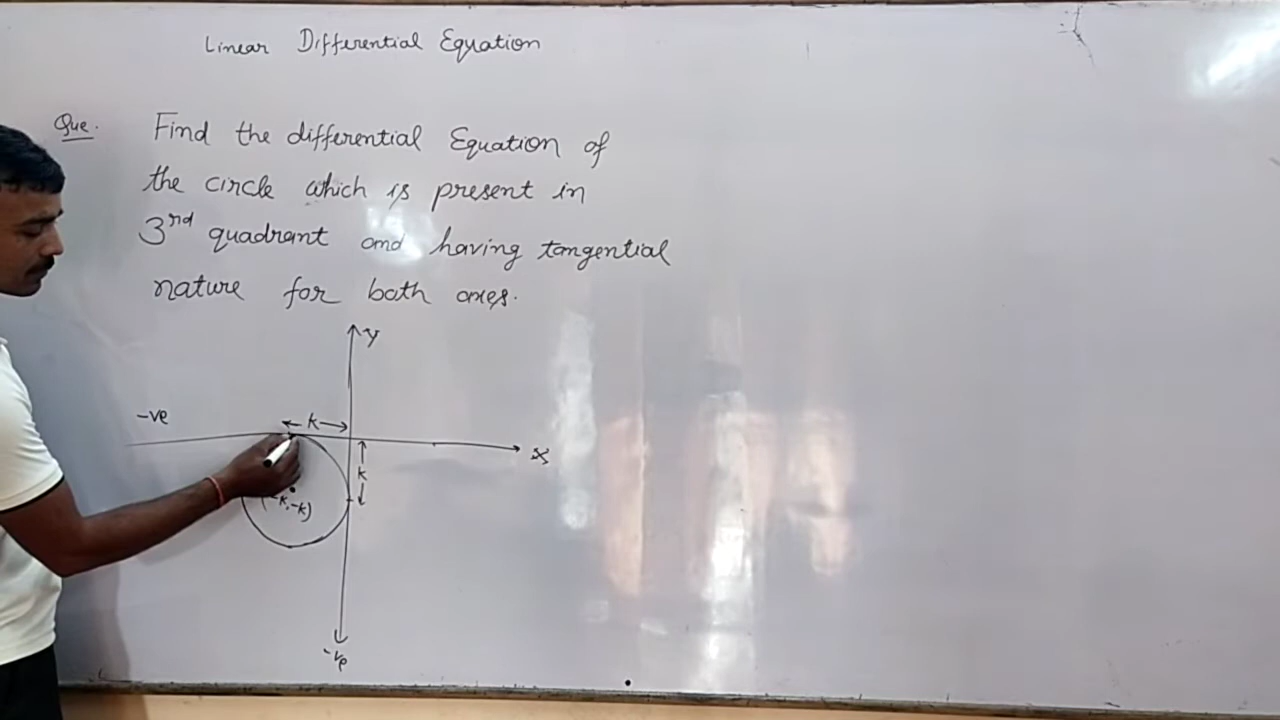 Linear Differential Equation
Que. Find the differential Equation of
the circle which is present in
3rd quadrant and having tangential
nature for both axes.
Y
-ve
K
X
K
(-K,-K)
-ve